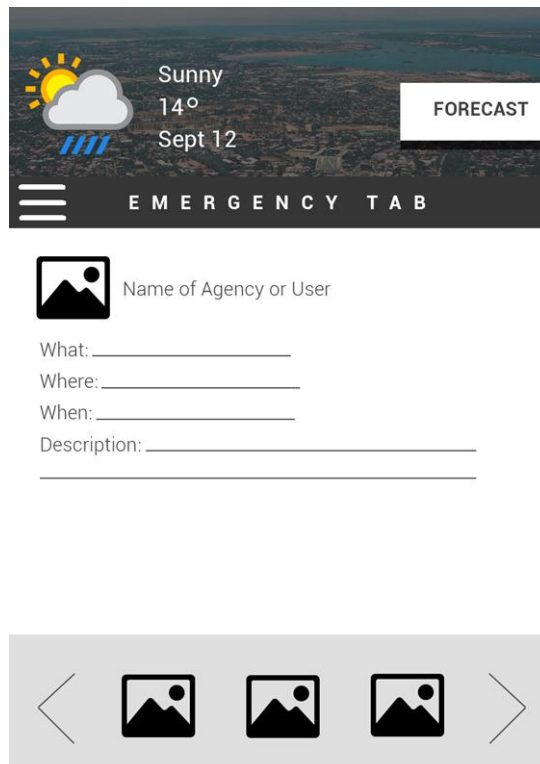 Sunny
14°
Sept 12
FORECAST
EMERGENCY TAB
Name of Agency or User
What:
Where:
When:
Description: